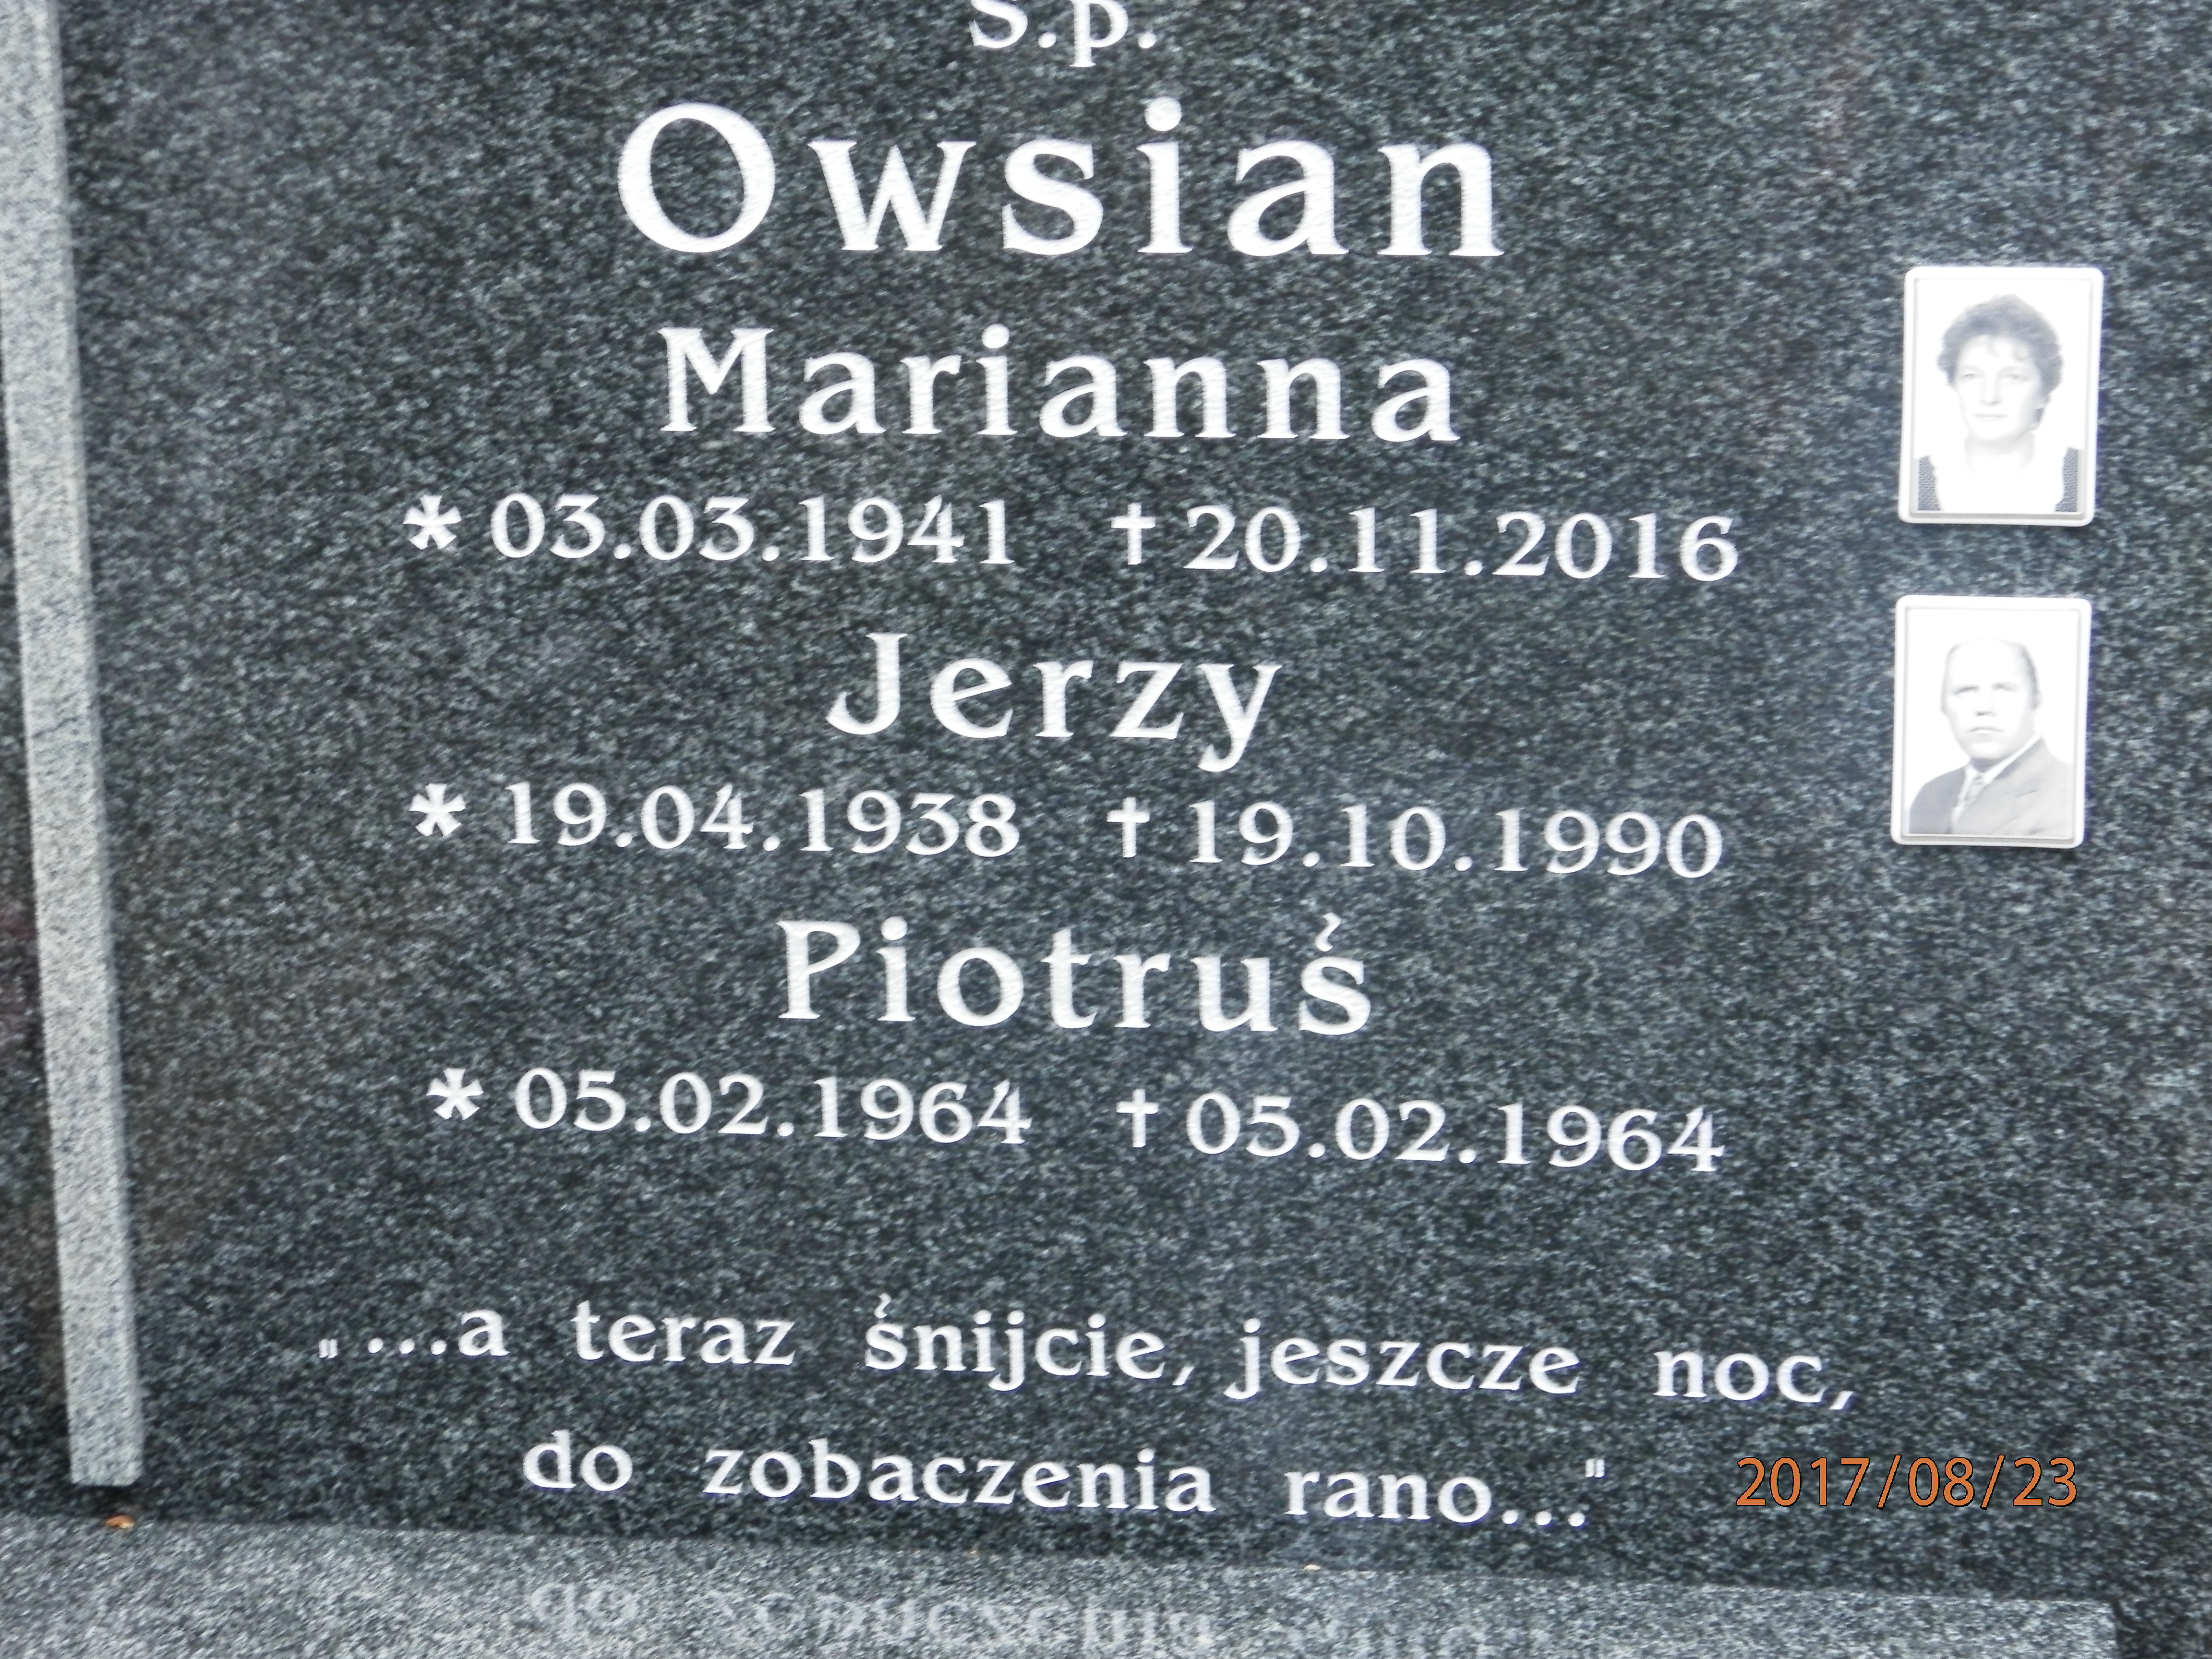 Ś.p.
Owsian
Marianna
* 03.03.1941 † 20.11.2016
Jerzy
* 19.04.1938 † 19.10.1990
Piotruś
* 05.02.1964 † 05.02.1964
„...a teraz śnijcie, jeszcze noc,
do zobaczenia rano..."
2017/08/23